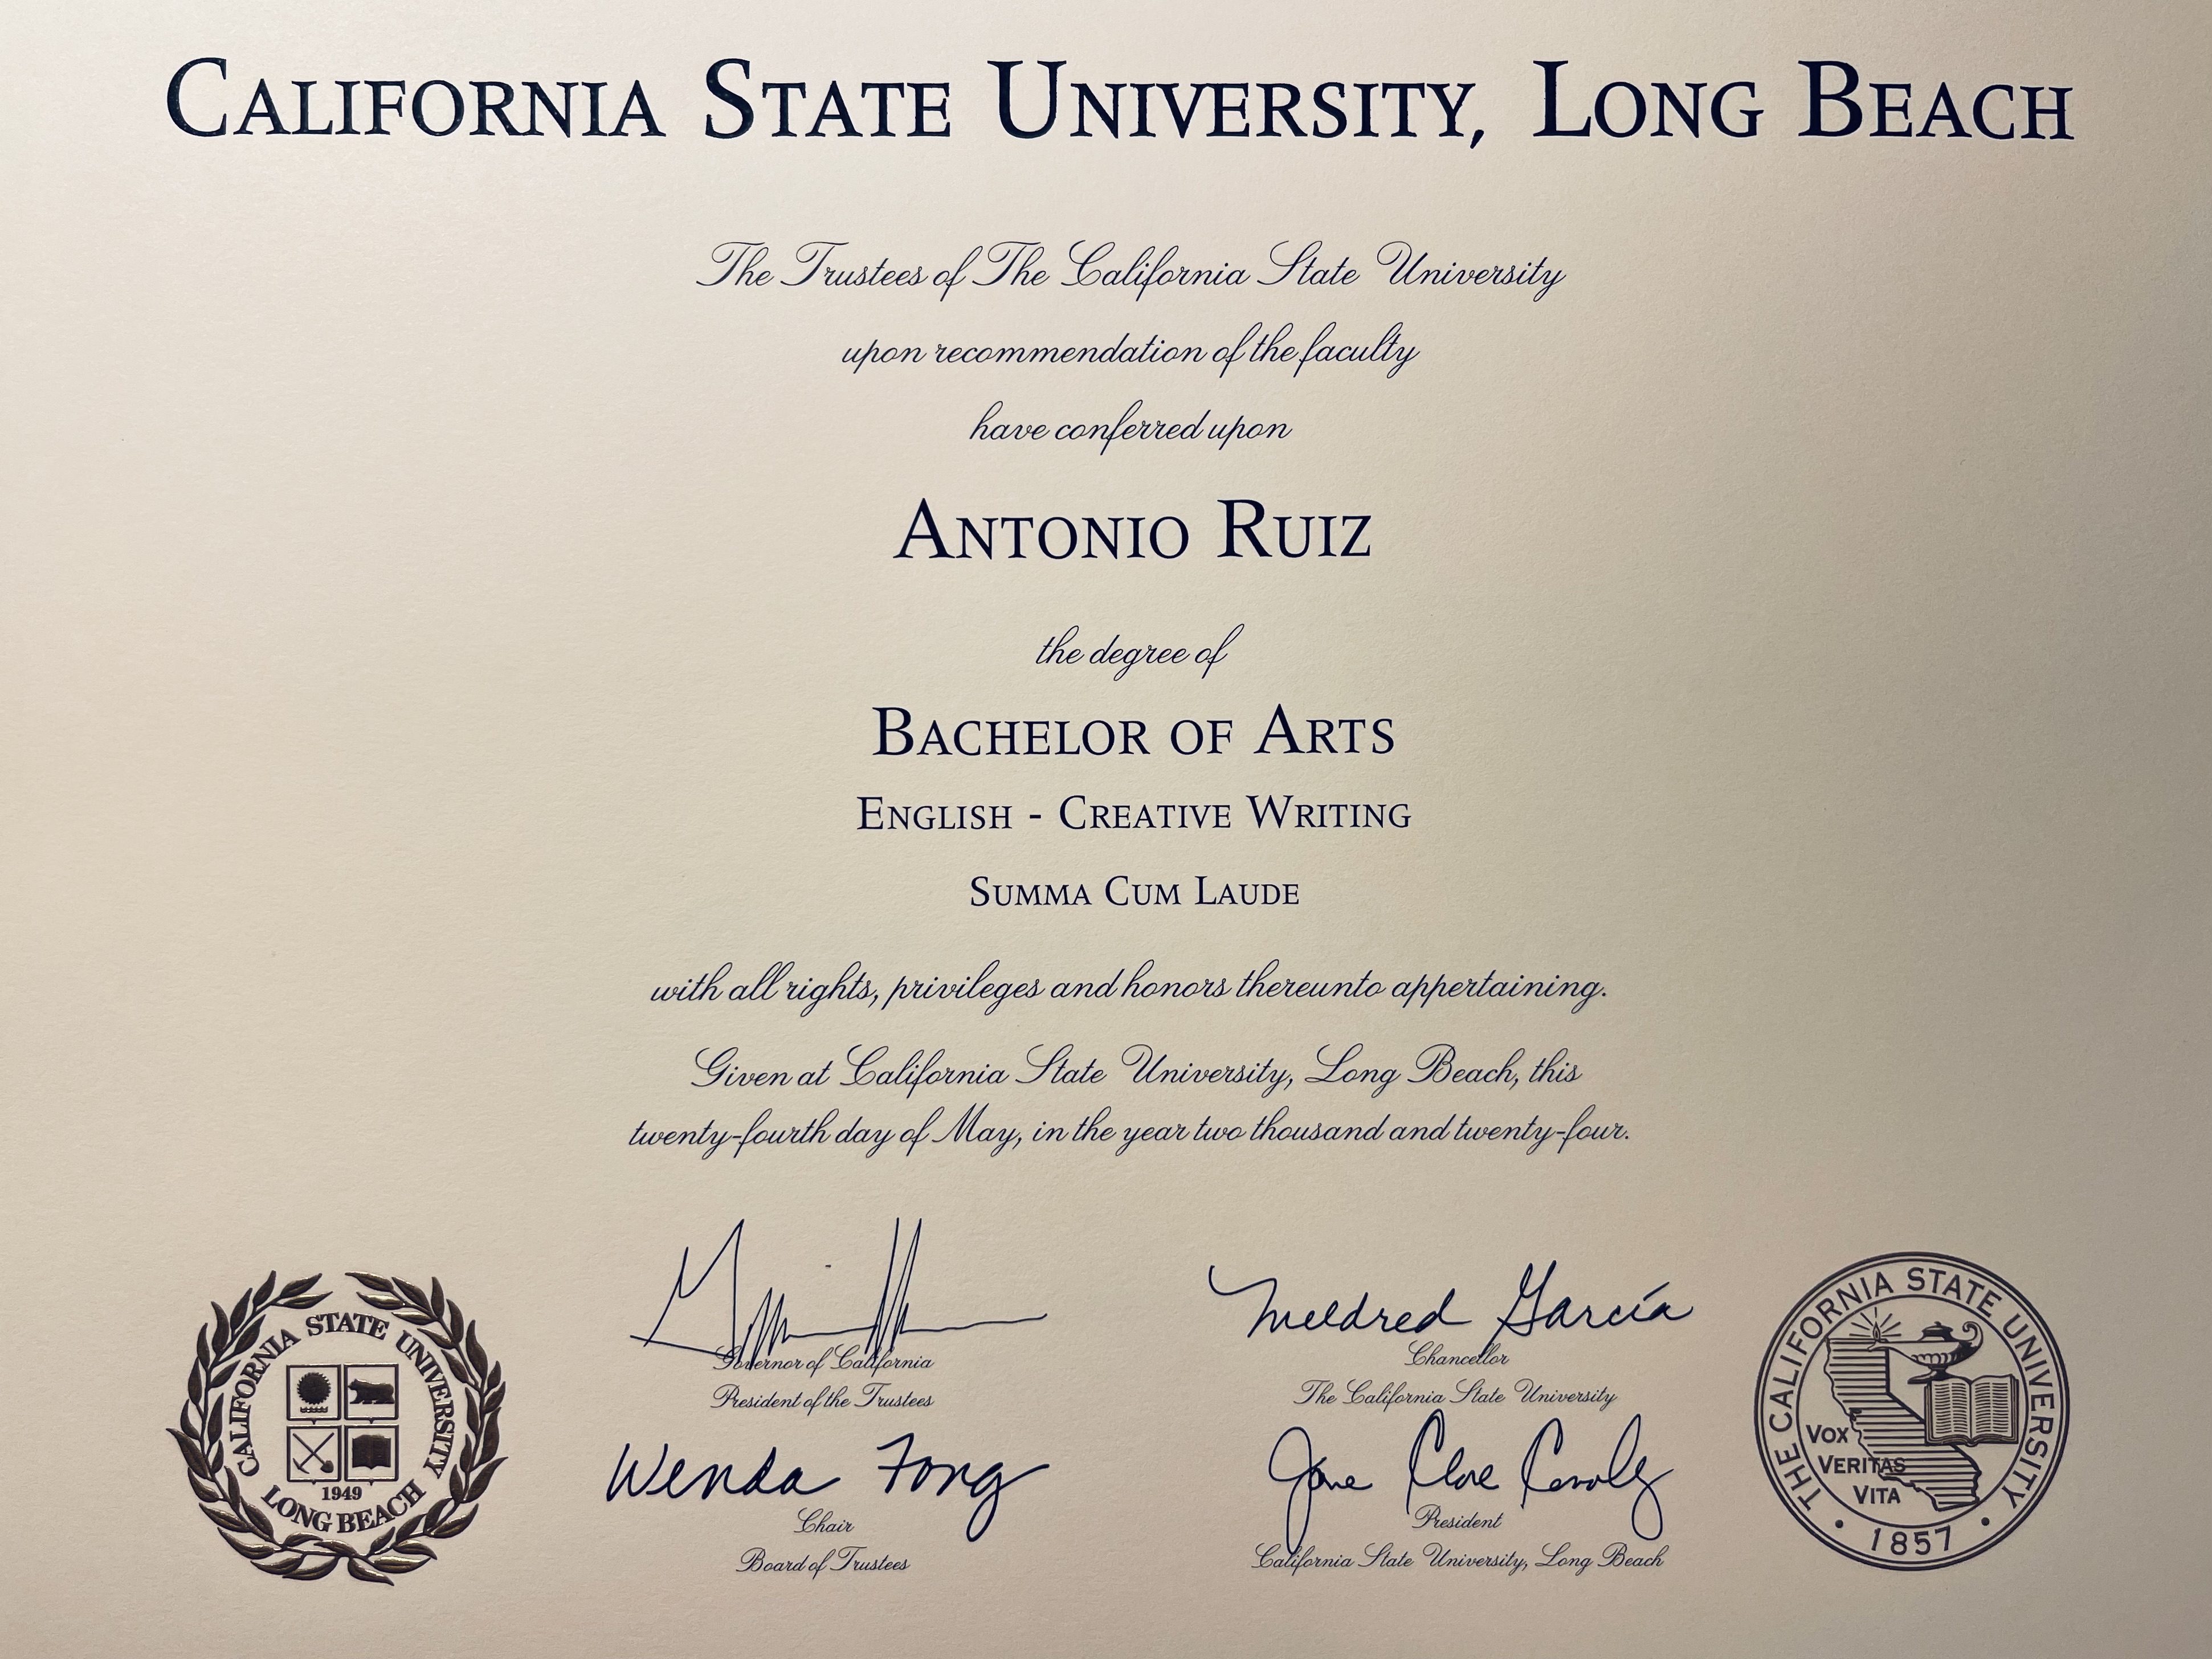 CALIFORNIA STATE UNIVERSITY, LONG BEACH
The Trustees of The California State University
upon recommendation of the faculty
have conferred upon
ANTONIO RUIZ
the degree of
BACHELOR OF ARTS
ENGLISH - CREATIVE WRITING
SUMMA CUM LAUDE
with all rights, privileges and honors thereunto appertaining.
Given at California State University, Long Beach, this
twenty-fourth day of May, in the year two thousand and twenty-four.
Governor of California
President of the Trustees
Mildred García
Chancellor
The California State University
Wenda Fong
Chair
Board of Trustees
Jane Close Conoley
President
California State University, Long Beach
CALIFORNIA STATE UNIVERSITY
1949
LONG BEACH
THE CALIFORNIA STATE UNIVERSITY
VOX
VERITAS
VITA
• 1857 •